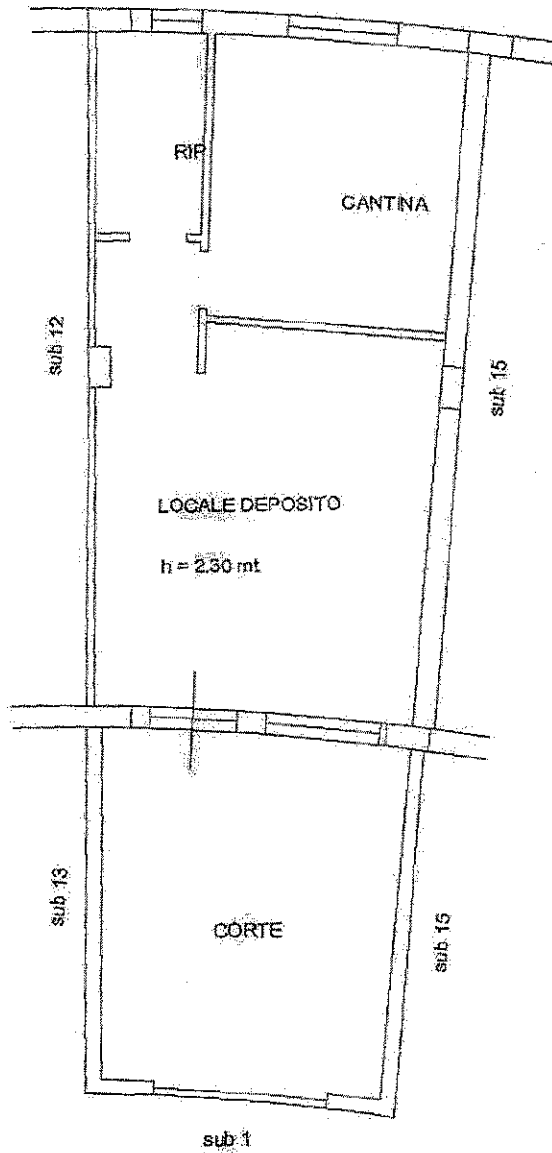 RIP
CANTINA
sub 12
sub 15
LOCALE DEPOSITO
h = 2.30 mt
sub 13
CORTE
sub 15
sub 1